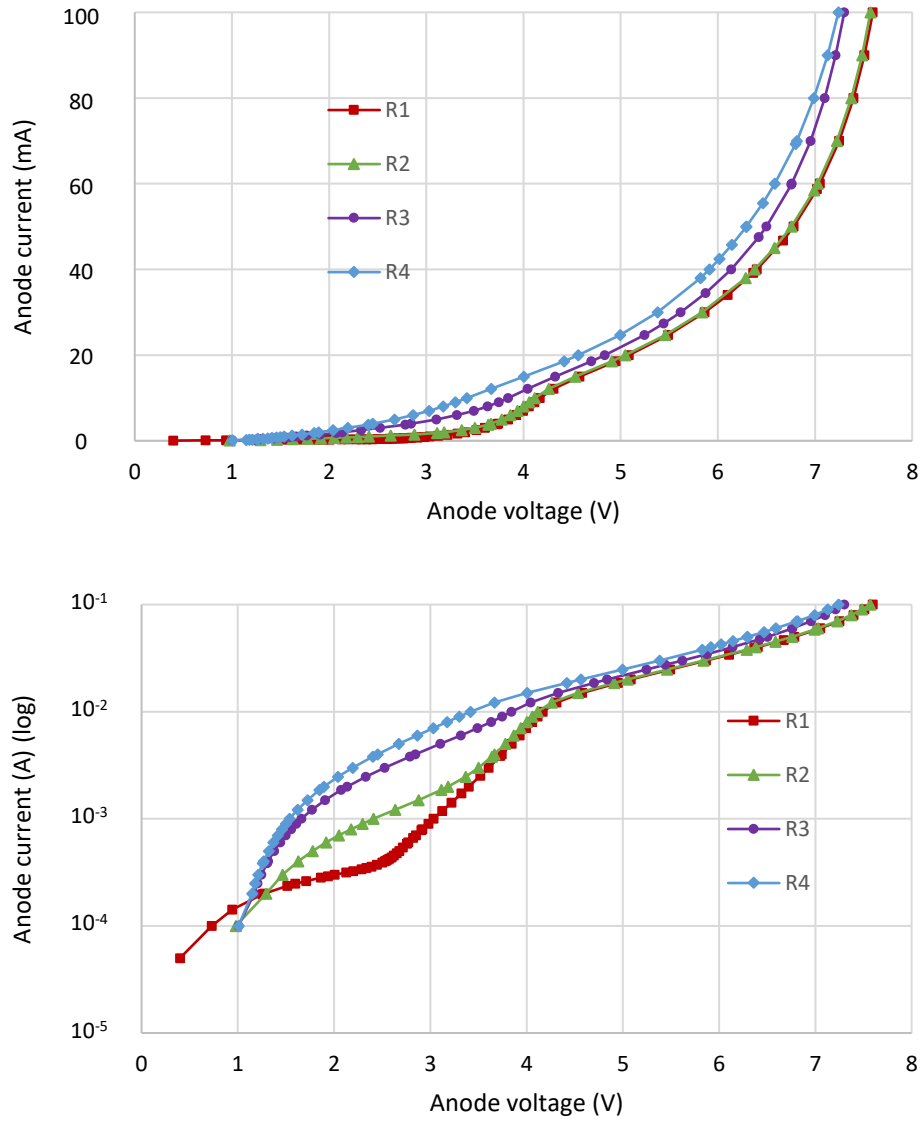 100
80
60
40
20
0
Anode current (mA)
R1
R2
R3
R4
0 1 2 3 4 5 6 7 8
Anode voltage (V)
10-1
10-2
10-3
10-4
10-5
Anode current (A) (log)
R1
R2
R3
R4
0 1 2 3 4 5 6 7 8
Anode voltage (V)